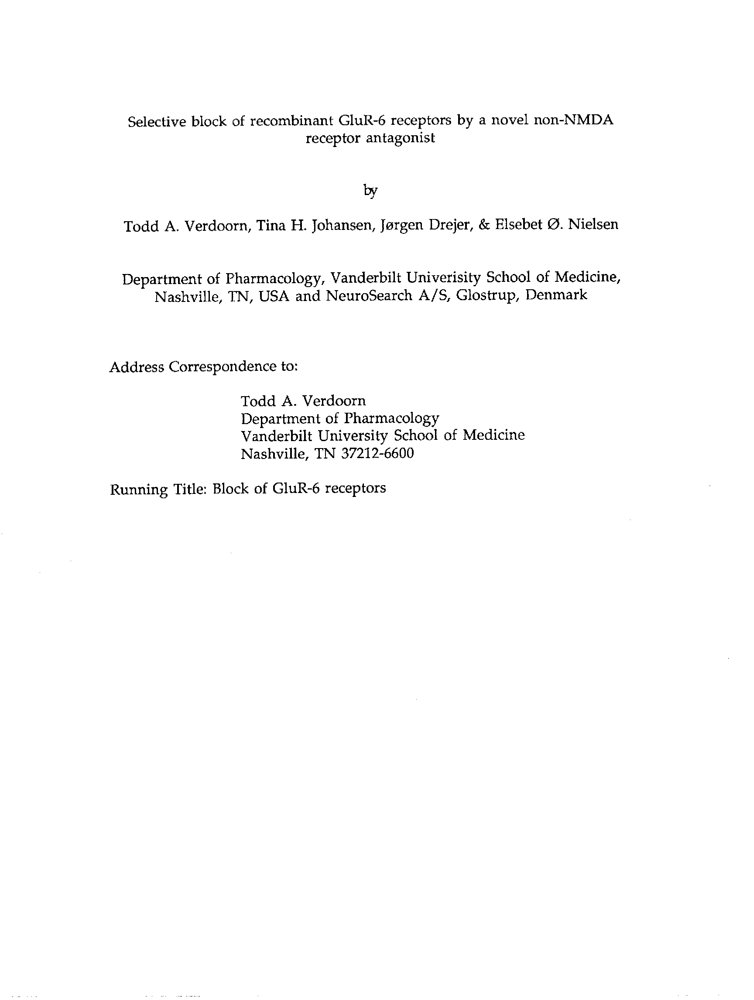 Selective block of recombinant GluR-6 receptors by a novel non-NMDA
receptor antagonist
by
Todd A. Verdoorn, Tina H. Johansen, Jørgen Drejer, & Elsebet Ø. Nielsen
Department of Pharmacology, Vanderbilt Univerisity School of Medicine,
Nashville, TN, USA and NeuroSearch A/S, Glostrup, Denmark
Address Correspondence to:
Todd A. Verdoorn
Department of Pharmacology
Vanderbilt University School of Medicine
Nashville, TN 37212-6600
Running Title: Block of GluR-6 receptors